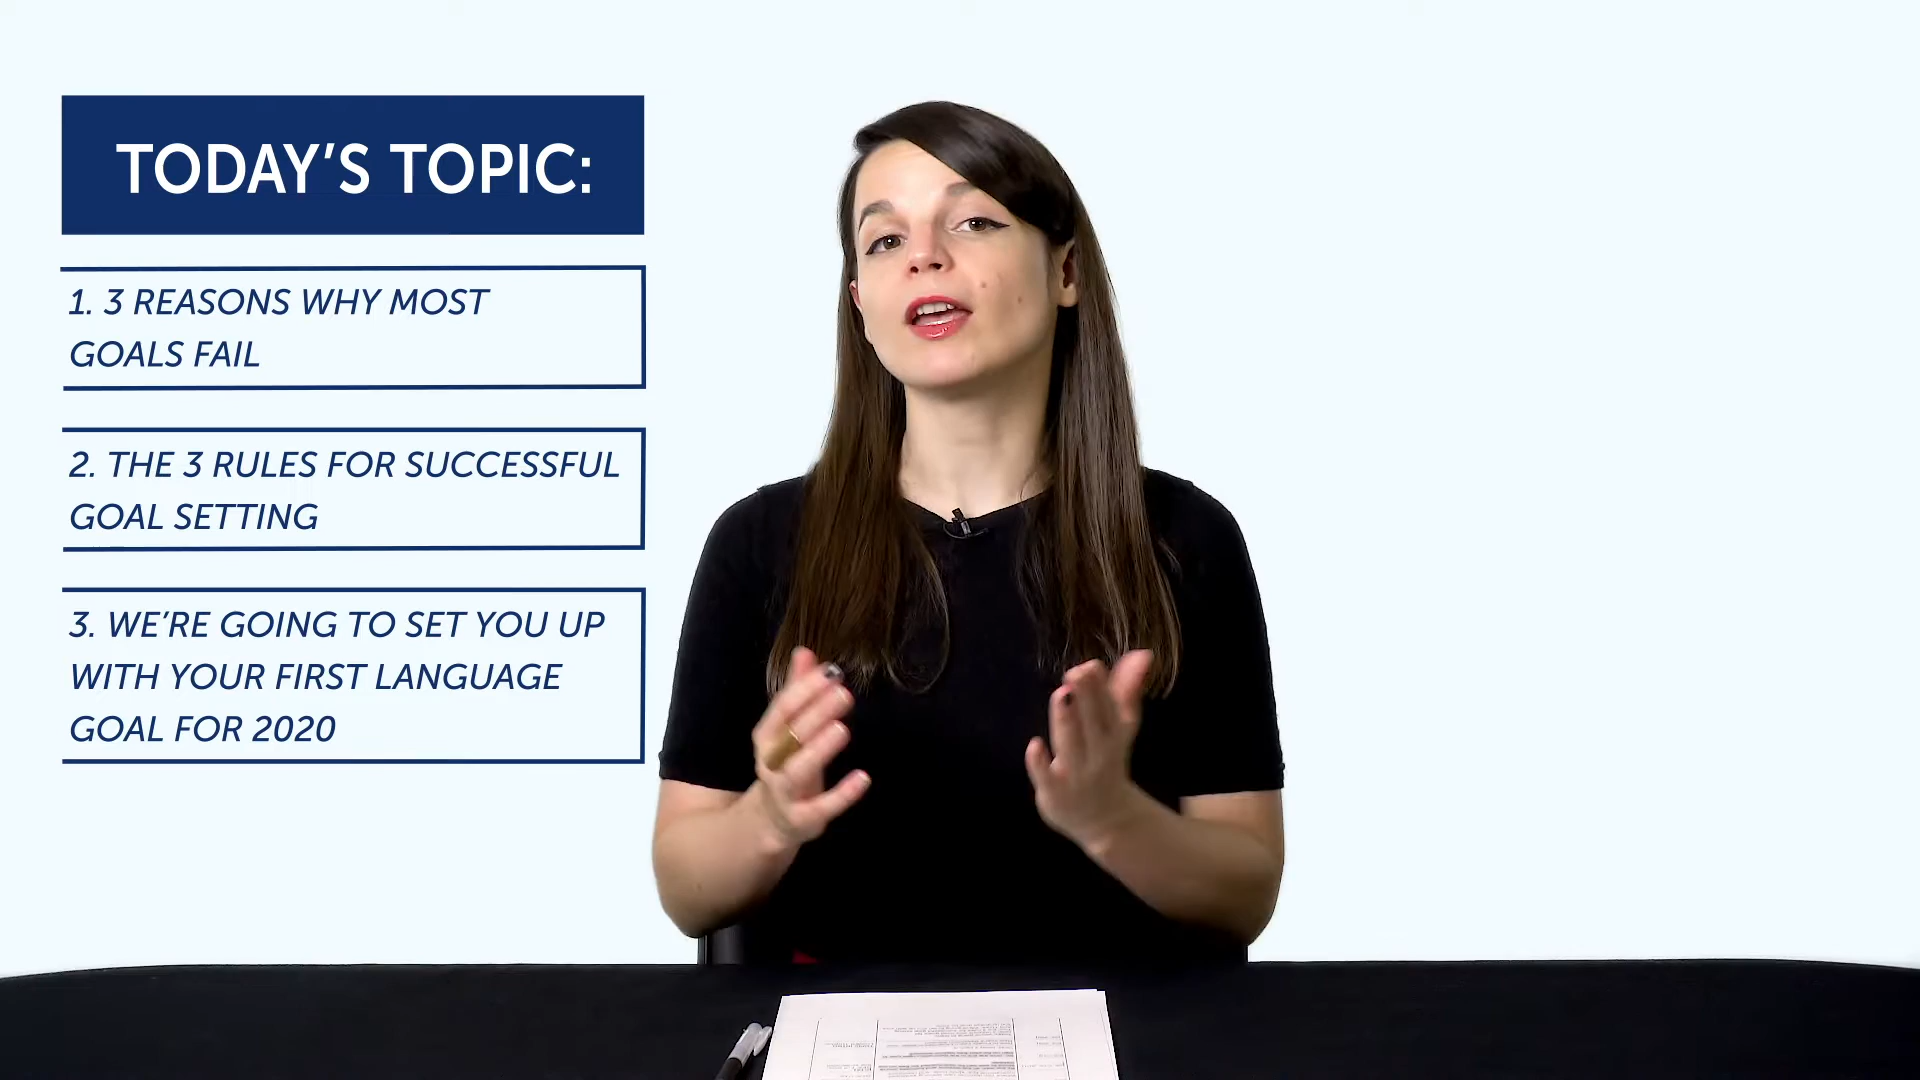 TODAY'S TOPIC:
1. 3 REASONS WHY MOST
GOALS FAIL
2. THE 3 RULES FOR SUCCESSFUL
GOAL SETTING
3. WE'RE GOING TO SET YOU UP
WITH YOUR FIRST LANGUAGE
GOAL FOR 2020